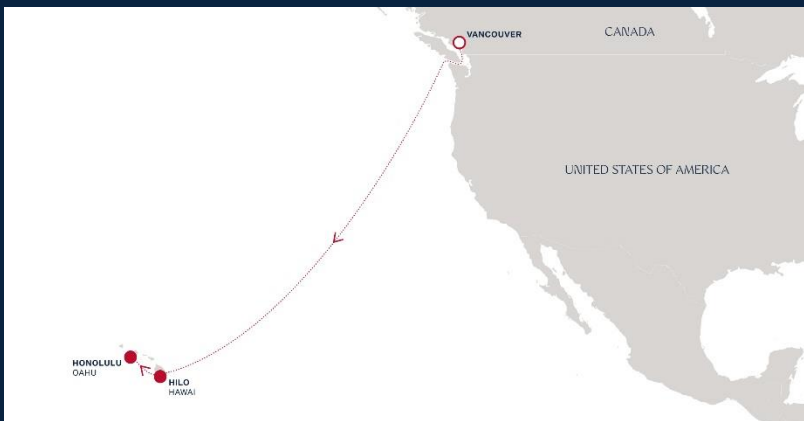 VANCOUVER
CANADA
UNITED STATES OF AMERICA
HONOLULU
OAHU
HILO
HAWAI